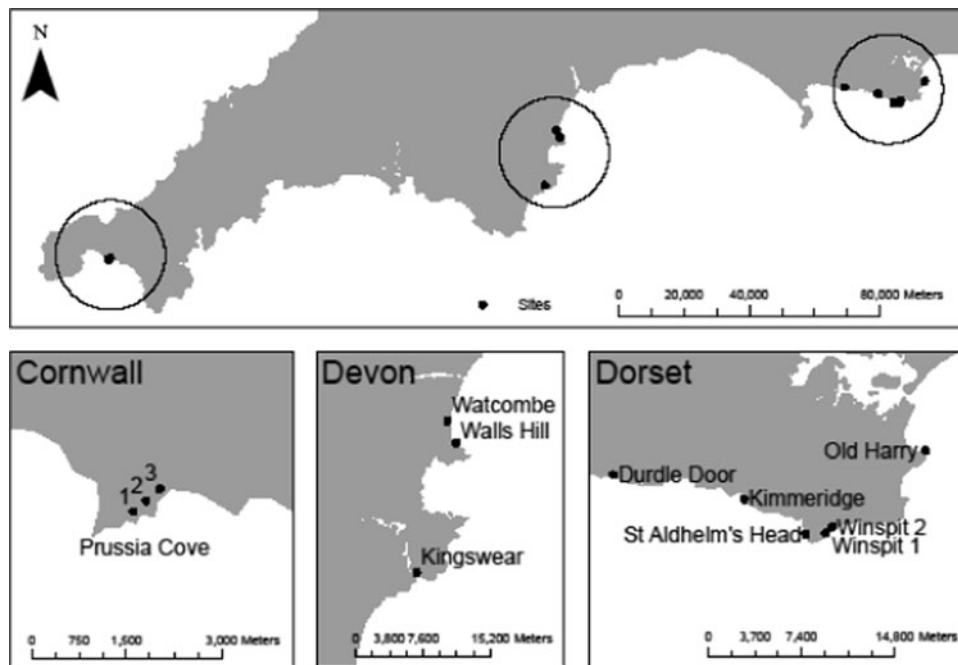 N
Sites
0 20,000 40,000 80,000 Meters
Cornwall
1 2 3
Prussia Cove
0 750 1,500 3,000 Meters
Devon
Watcombe
Walls Hill
Kingswear
0 3,800 7,600 15,200 Meters
Dorset
Old Harry
Durdle Door
Kimmeridge
St Aldhelm's Head
Winspit 2
Winspit 1
0 3,700 7,400 14,800 Meters